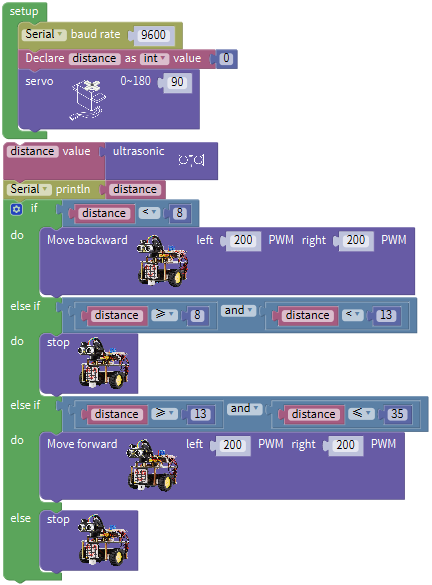 setup
Serial baud rate 9600
Declare distance as int value 0
servo 0~180 90
distance value ultrasonic
Serial println distance
if distance < 8
do Move backward left 200 PWM right 200 PWM
else if distance ≥ 8 and distance < 13
do stop
else if distance ≥ 13 and distance ≤ 35
do Move forward left 200 PWM right 200 PWM
else stop